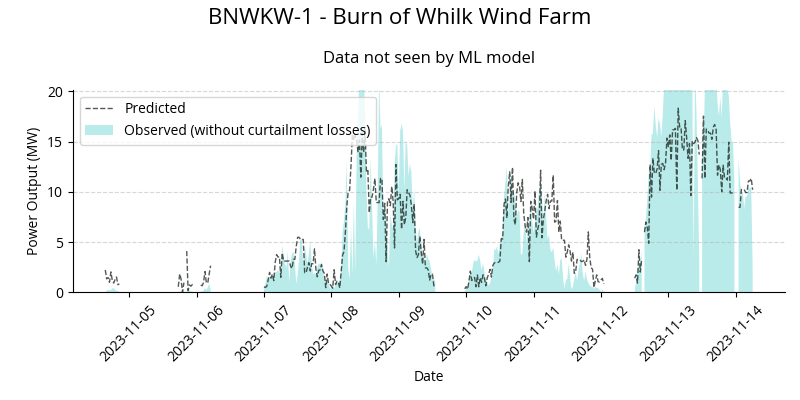 BNWKW-1 - Burn of Whilk Wind Farm
Data not seen by ML model
Predicted
Observed (without curtailment losses)
Power Output (MW)
20
15
10
5
0
2023-11-05
2023-11-06
2023-11-07
2023-11-08
2023-11-09
2023-11-10
2023-11-11
2023-11-12
2023-11-13
2023-11-14
Date